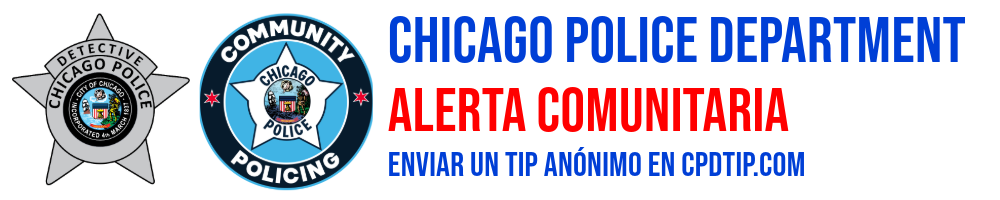 DETECTIVE
CHICAGO POLICE
CITY OF CHICAGO
INCORPORATED 4th MARCH 1837
COMMUNITY
CHICAGO
POLICE
POLICING
CHICAGO POLICE DEPARTMENT
ALERTA COMUNITARIA
ENVIAR UN TIP ANÓNIMO EN CPDTIP.COM